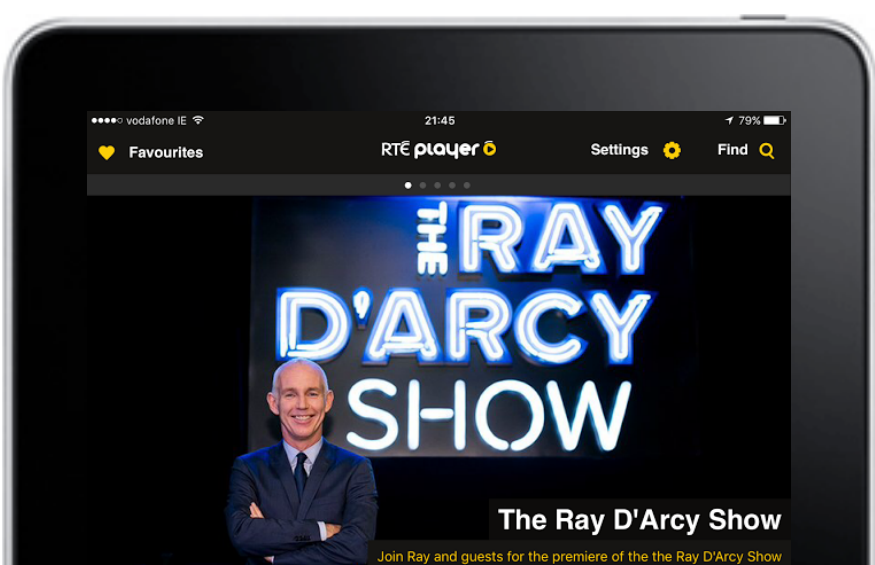 vodafone IE
21:45
79%
Favourites
RTÉ player
Settings
Find
THE RAY
D'ARCY
SHOW
The Ray D'Arcy Show
Join Ray and guests for the premiere of the the Ray D'Arcy Show